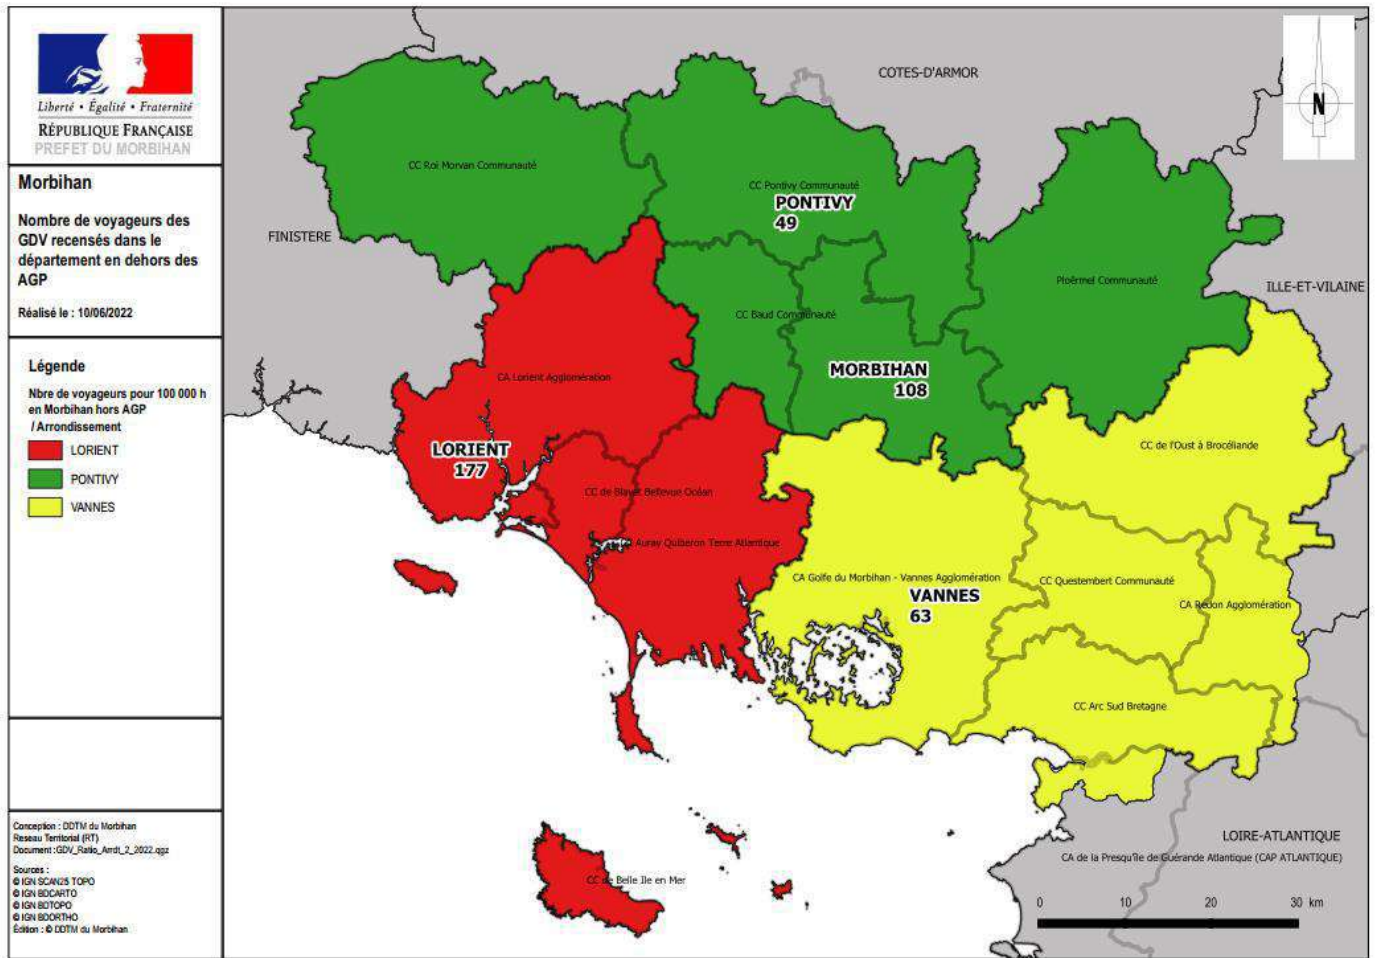 Liberté • Égalité • Fraternité
RÉPUBLIQUE FRANÇAISE
PREFET DU MORBIHAN
Morbihan
Nombre de voyageurs des
GDV recensés dans le
département en dehors des
AGP
Réalisé le : 10/06/2022
Légende
Nbre de voyageurs pour 100 000 h
en Morbihan hors AGP
/ Arrondissement
LORIENT
PONTIVY
VANNES
Conception : DDTM du Morbihan
Reseau Territorial (RT)
Document :GDV_Ratio_Arrdt_2_2022.qgz
Sources :
© IGN SCAN25 TOPO
© IGN BDCARTO
© IGN BDTOPO
© IGN BDORTHO
Édition : © DDTM du Morbihan
COTES-D'ARMOR
N
CC Roi Morvan Communauté
CC Pontivy Communauté
PONTIVY
49
FINISTERE
Ploërmel Communauté
ILLE-ET-VILAINE
CC Baud Communauté
MORBIHAN
108
CA Lorient Agglomération
LORIENT
177
CC de l'Oust à Brocéliande
CC de Blavet Bellevue Océan
Auray Quiberon Terre Atlantique
CA Golfe du Morbihan - Vannes Agglomération
VANNES
63
CC Questembert Communauté
CA Redon Agglomération
CC Arc Sud Bretagne
LOIRE-ATLANTIQUE
CA de la Presqu'île de Guérande Atlantique (CAP ATLANTIQUE)
CC de Belle Ile en Mer
0 10 20 30 km